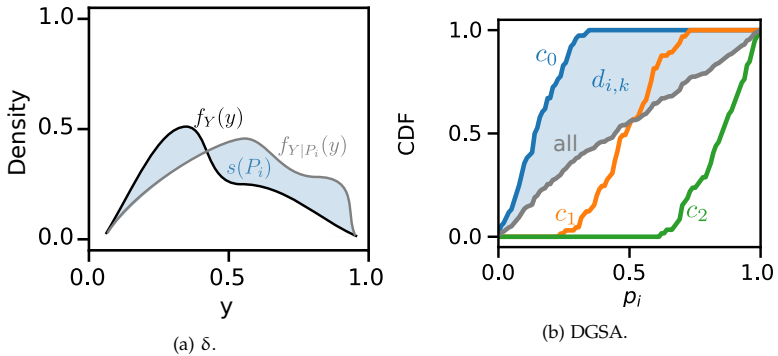 Density
1.0
0.5
0.0
f_Y(y)
f_{Y|P_i}(y)
s(P_i)
0.0 0.5 1.0
y
(a) δ.
CDF
1.0
0.5
0.0
c_0
d_{i,k}
all
c_1
c_2
0.0 0.5 1.0
p_i
(b) DGSA.